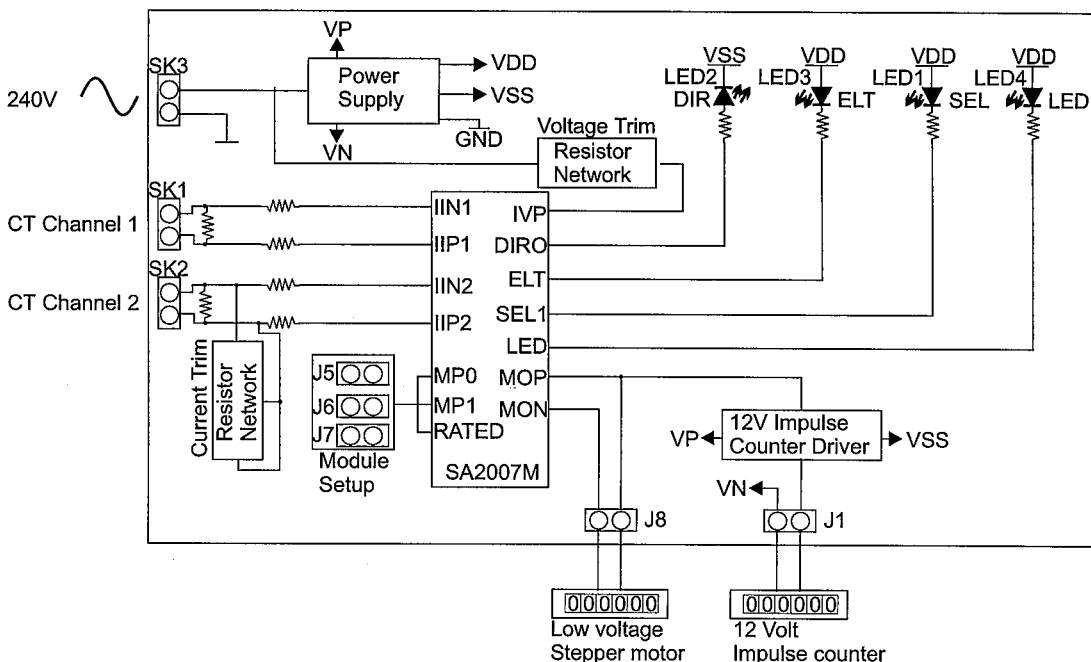 VP
SK3
240V
Power
Supply
VDD
VSS
VN
GND
VSS
LED2
DIR
VDD
LED3
ELT
VDD
LED1
SEL
VDD
LED4
LED
Voltage Trim
Resistor
Network
SK1
CT Channel 1
SK2
CT Channel 2
IIN1
IIP1
IIN2
IIP2
MP0
MP1
RATED
IVP
DIRO
ELT
SEL1
LED
MOP
MON
SA2007M
Current Trim
Resistor
Network
J5
J6
J7
Module
Setup
12V Impulse
Counter Driver
VP
VSS
VN
J8
J1
000000
Low voltage
Stepper motor
000000
12 Volt
Impulse counter